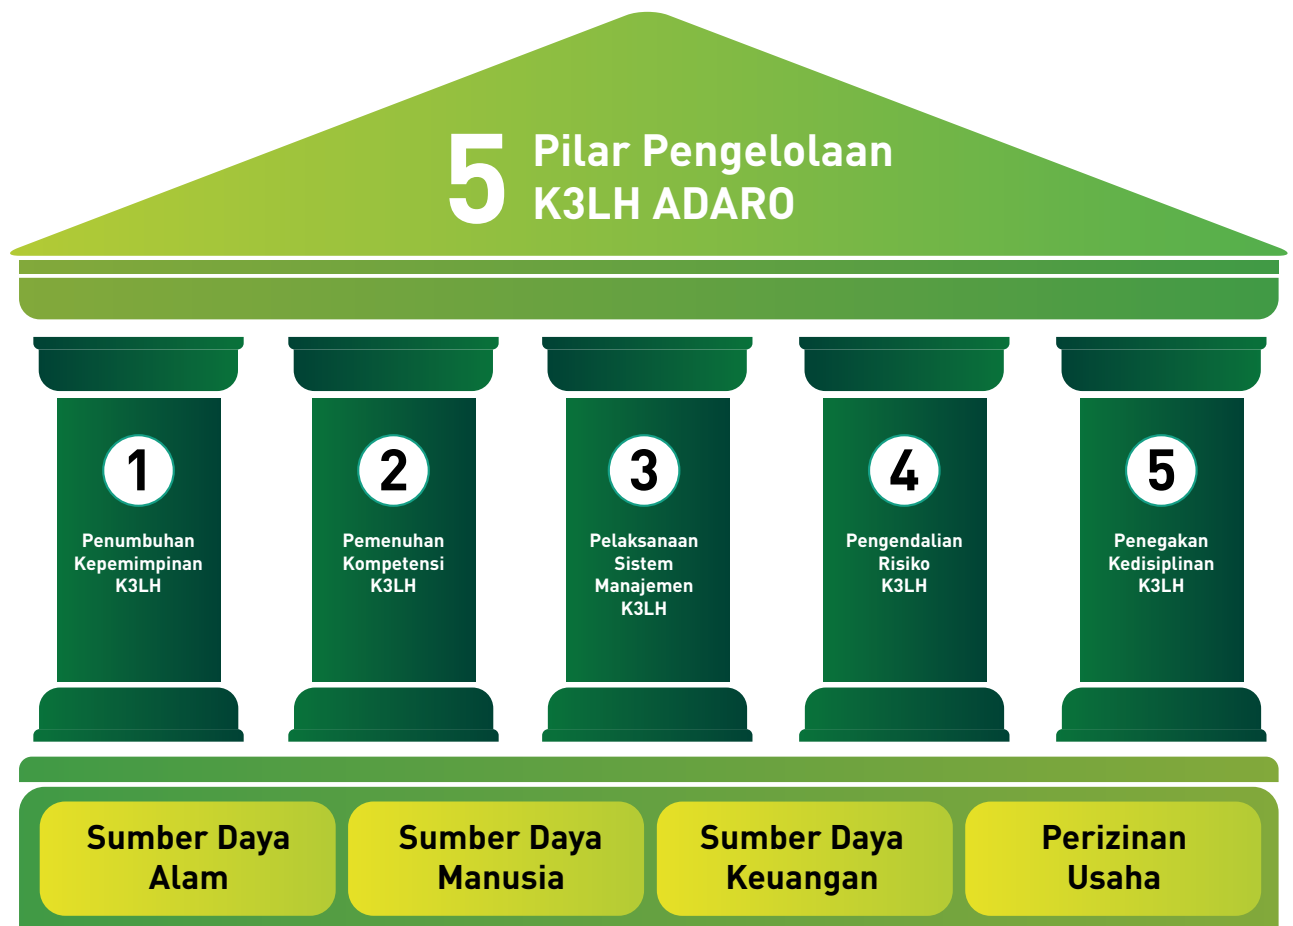 5
Pilar Pengelolaan
K3LH ADARO
1
Penumbuhan
Kepemimpinan
K3LH
2
Pemenuhan
Kompetensi
K3LH
3
Pelaksanaan
Sistem
Manajemen
K3LH
4
Pengendalian
Risiko
K3LH
5
Penegakan
Kedisiplinan
K3LH
Sumber Daya
Alam
Sumber Daya
Manusia
Sumber Daya
Keuangan
Perizinan
Usaha